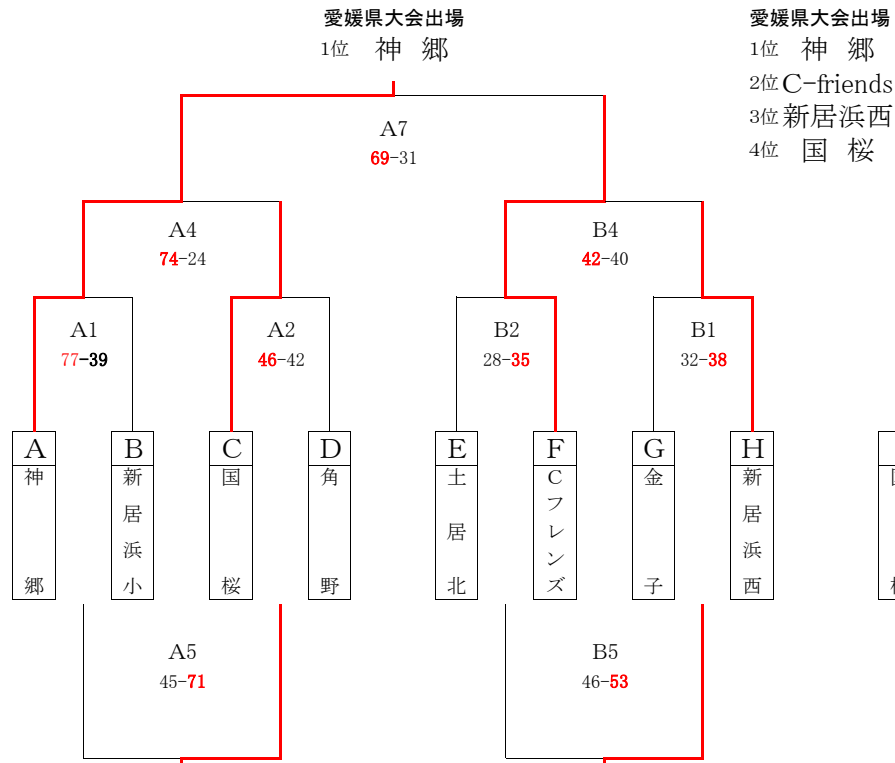 愛媛県大会出場
1位 神 郷
愛媛県大会出場
1位 神 郷
2位 C-friends
3位 新居浜西
4位 国 桜
A7
69-31
A4
74-24
B4
42-40
A1
77-39
A2
46-42
B2
28-35
B1
32-38
A
神郷
B
新居浜小
C
国桜
D
角野
E
土居北
F
Cフレンズ
G
金子
H
新居浜西
A5
45-71
B5
46-53